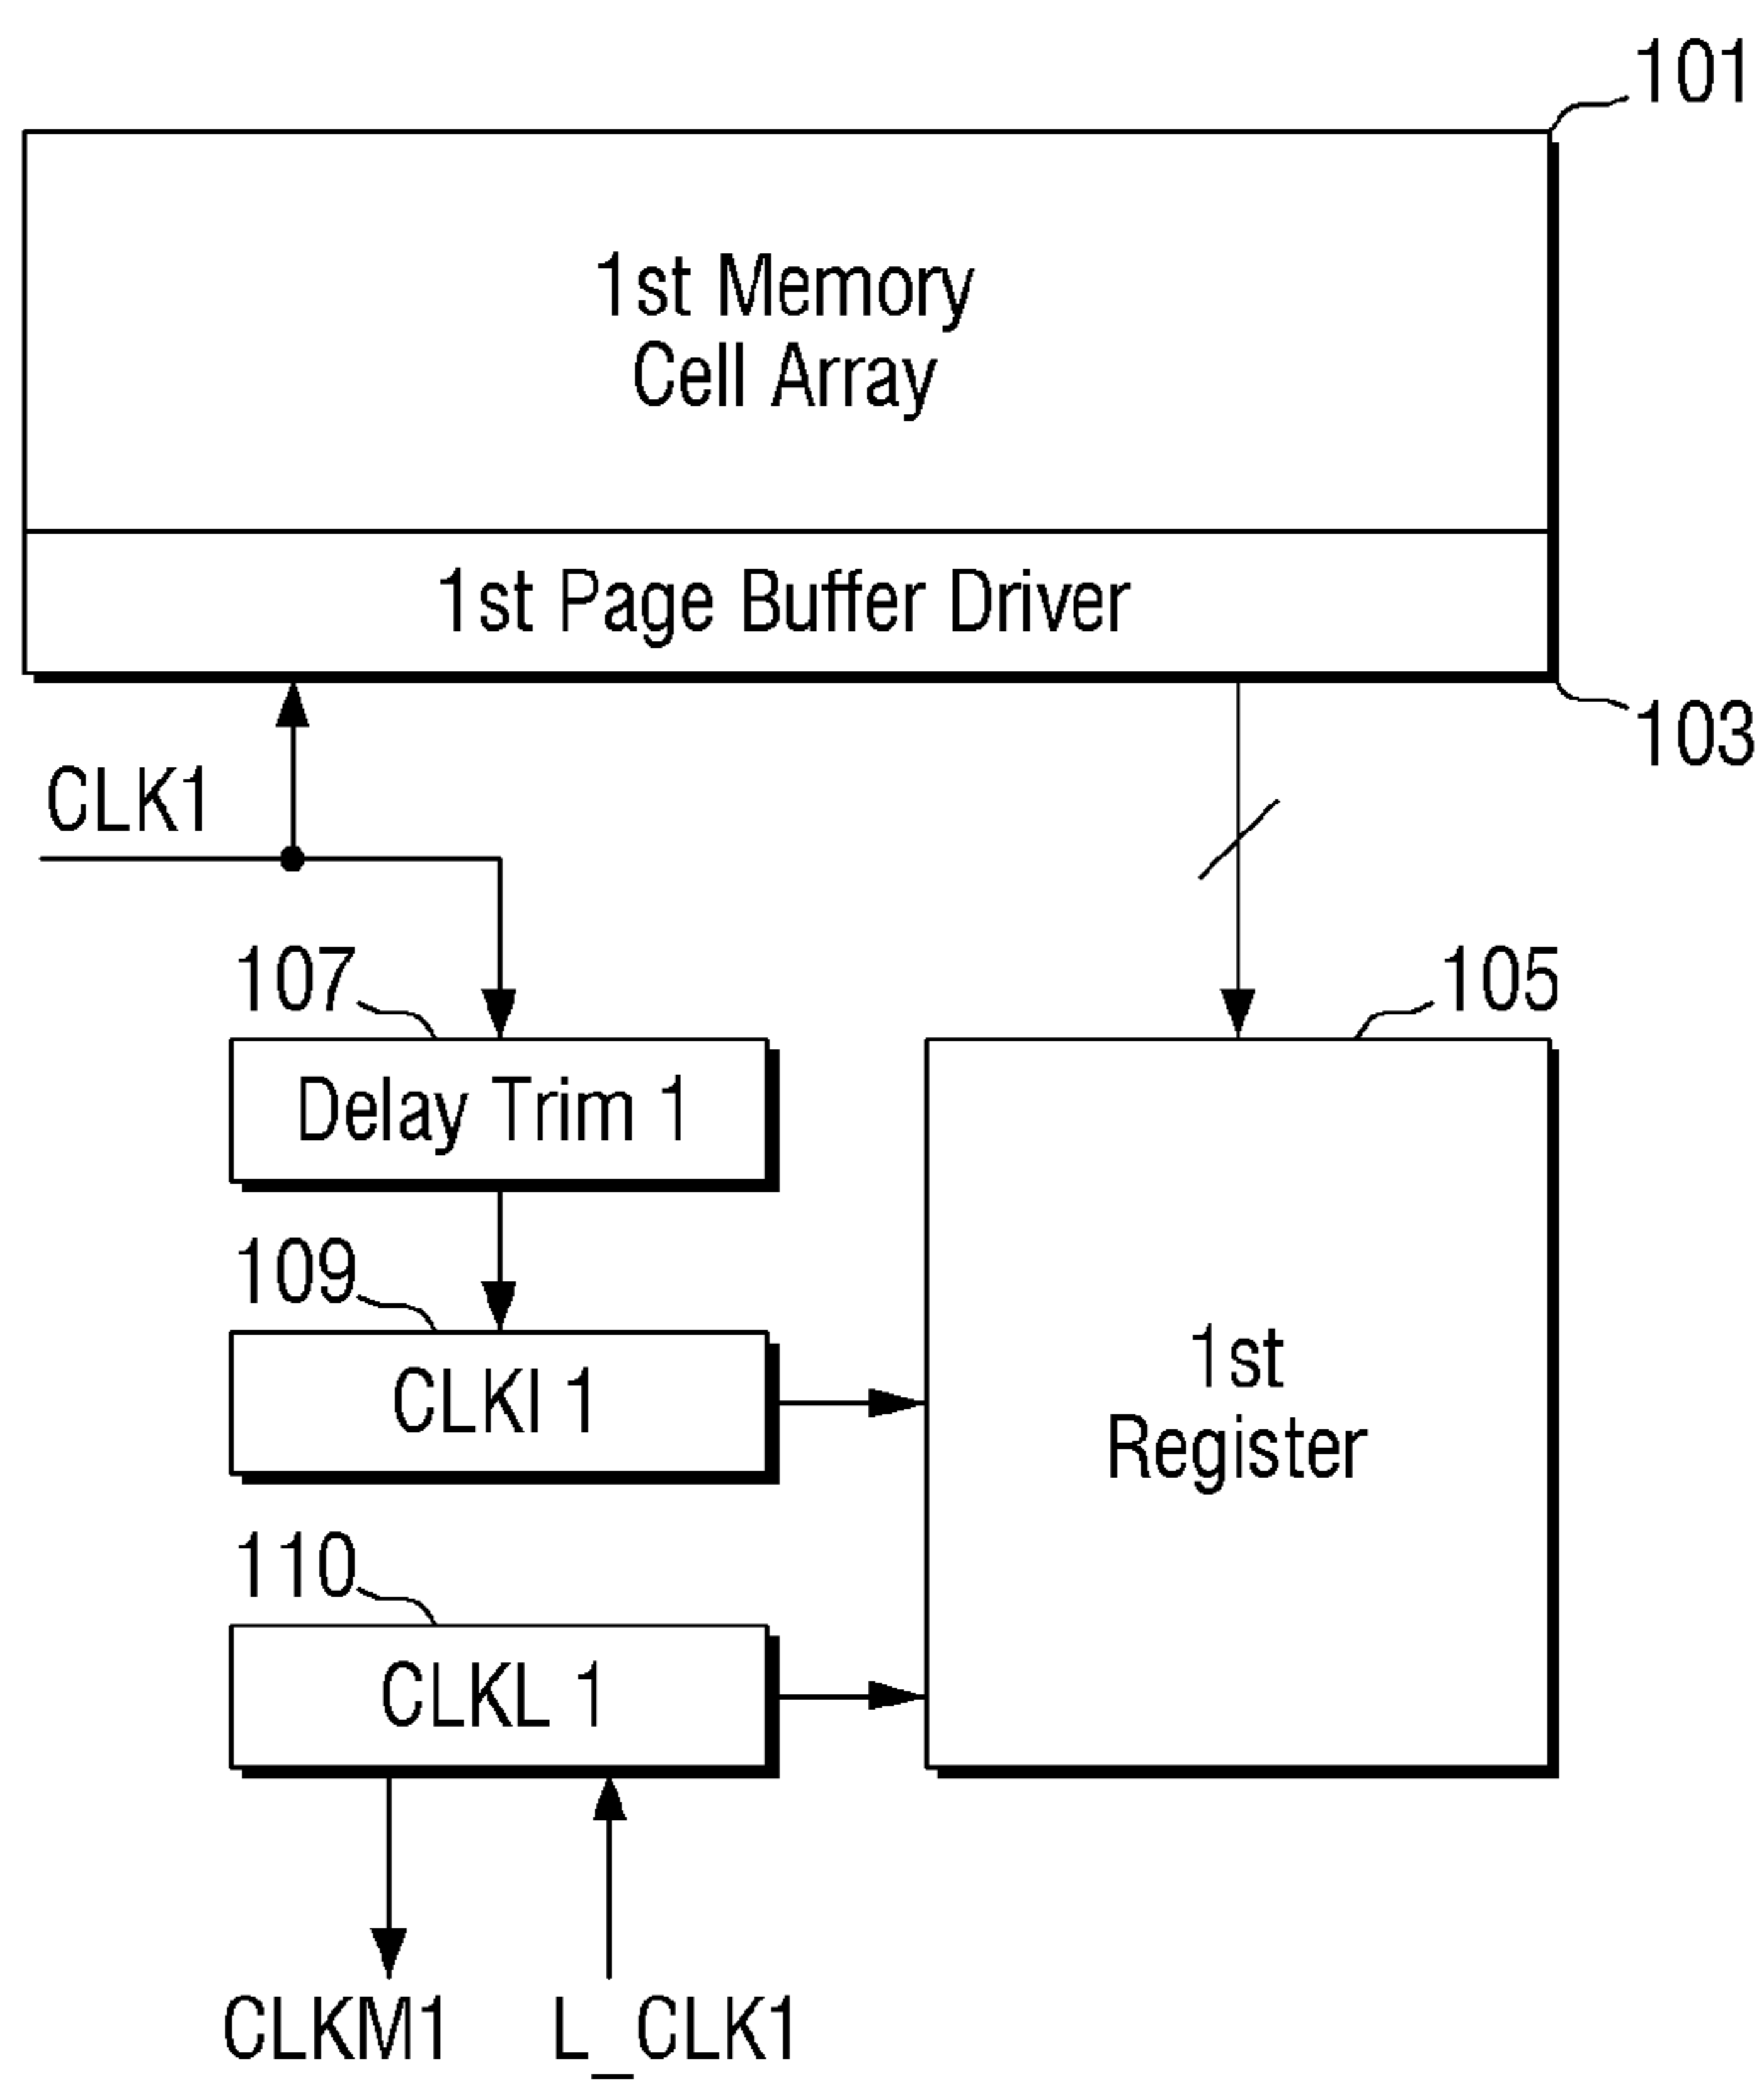 101
1st Memory
Cell Array
1st Page Buffer Driver
103
CLK1
107
105
Delay Trim 1
109
CLKI 1
1st
Register
110
CLKL 1
CLKM1
L_CLK1